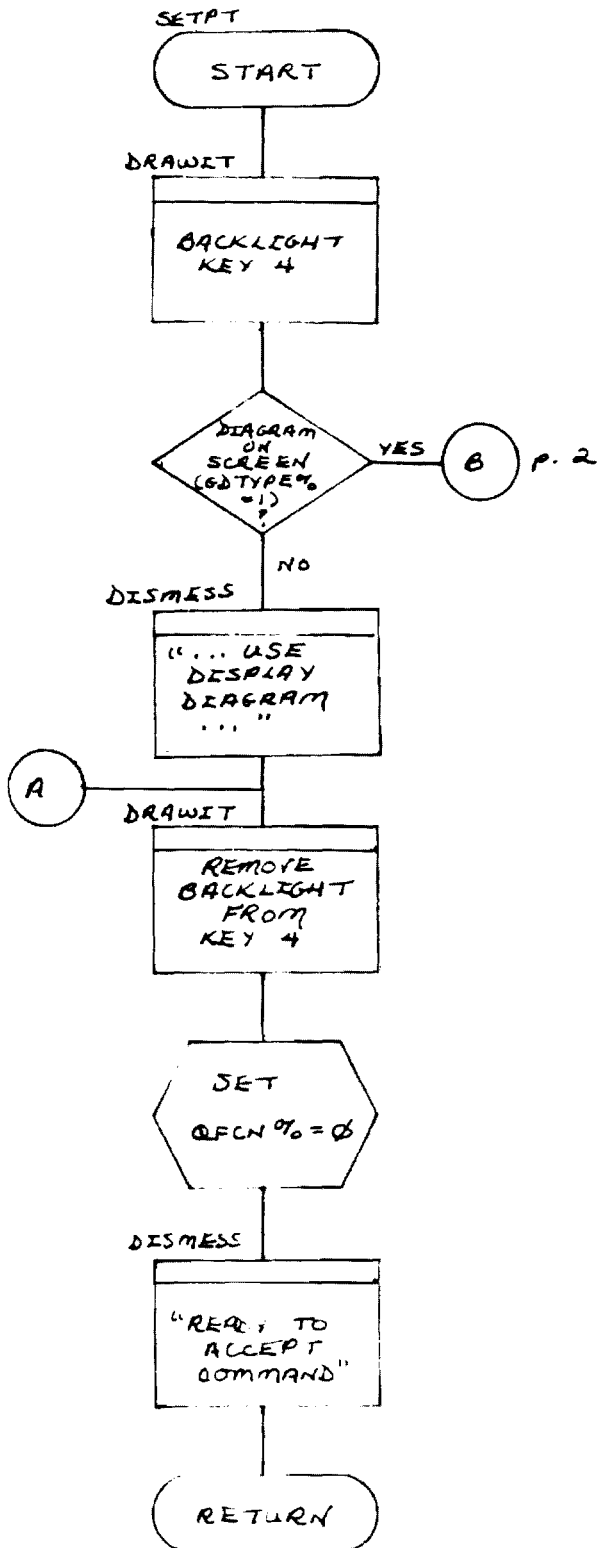 SETPT
START
DRAWIT
BACKLIGHT
KEY 4
DIAGRAM
ON
SCREEN
(GDTYPE%
=1)
?
YES
B
p. 2
NO
DISMESS
"... USE
DISPLAY
DIAGRAM
... "
A
DRAWIT
REMOVE
BACKLIGHT
FROM
KEY 4
SET
QFCN% = Ø
DISMESS
"READY TO
ACCEPT
COMMAND"
RETURN